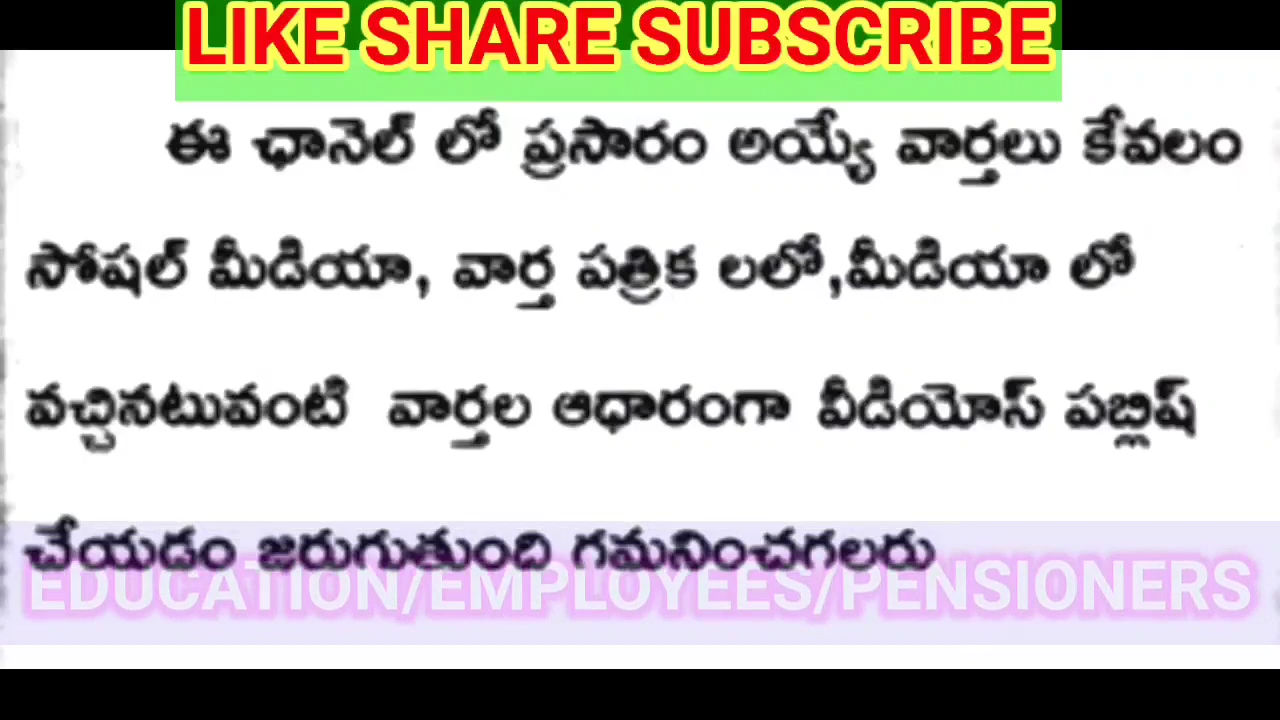 LIKE SHARE SUBSCRIBE
ఈ ఛానెల్ లో ప్రసారం అయ్యే వార్తలు కేవలం
సోషల్ మీడియా, వార్త పత్రిక లలో,మీడియా లో
వచ్చినటువంటి వార్తల ఆధారంగా వీడియోస్ పబ్లిష్
చేయడం జరుగుతుంది గమనించగలరు
EDUCATION/EMPLOYEES/PENSIONERS